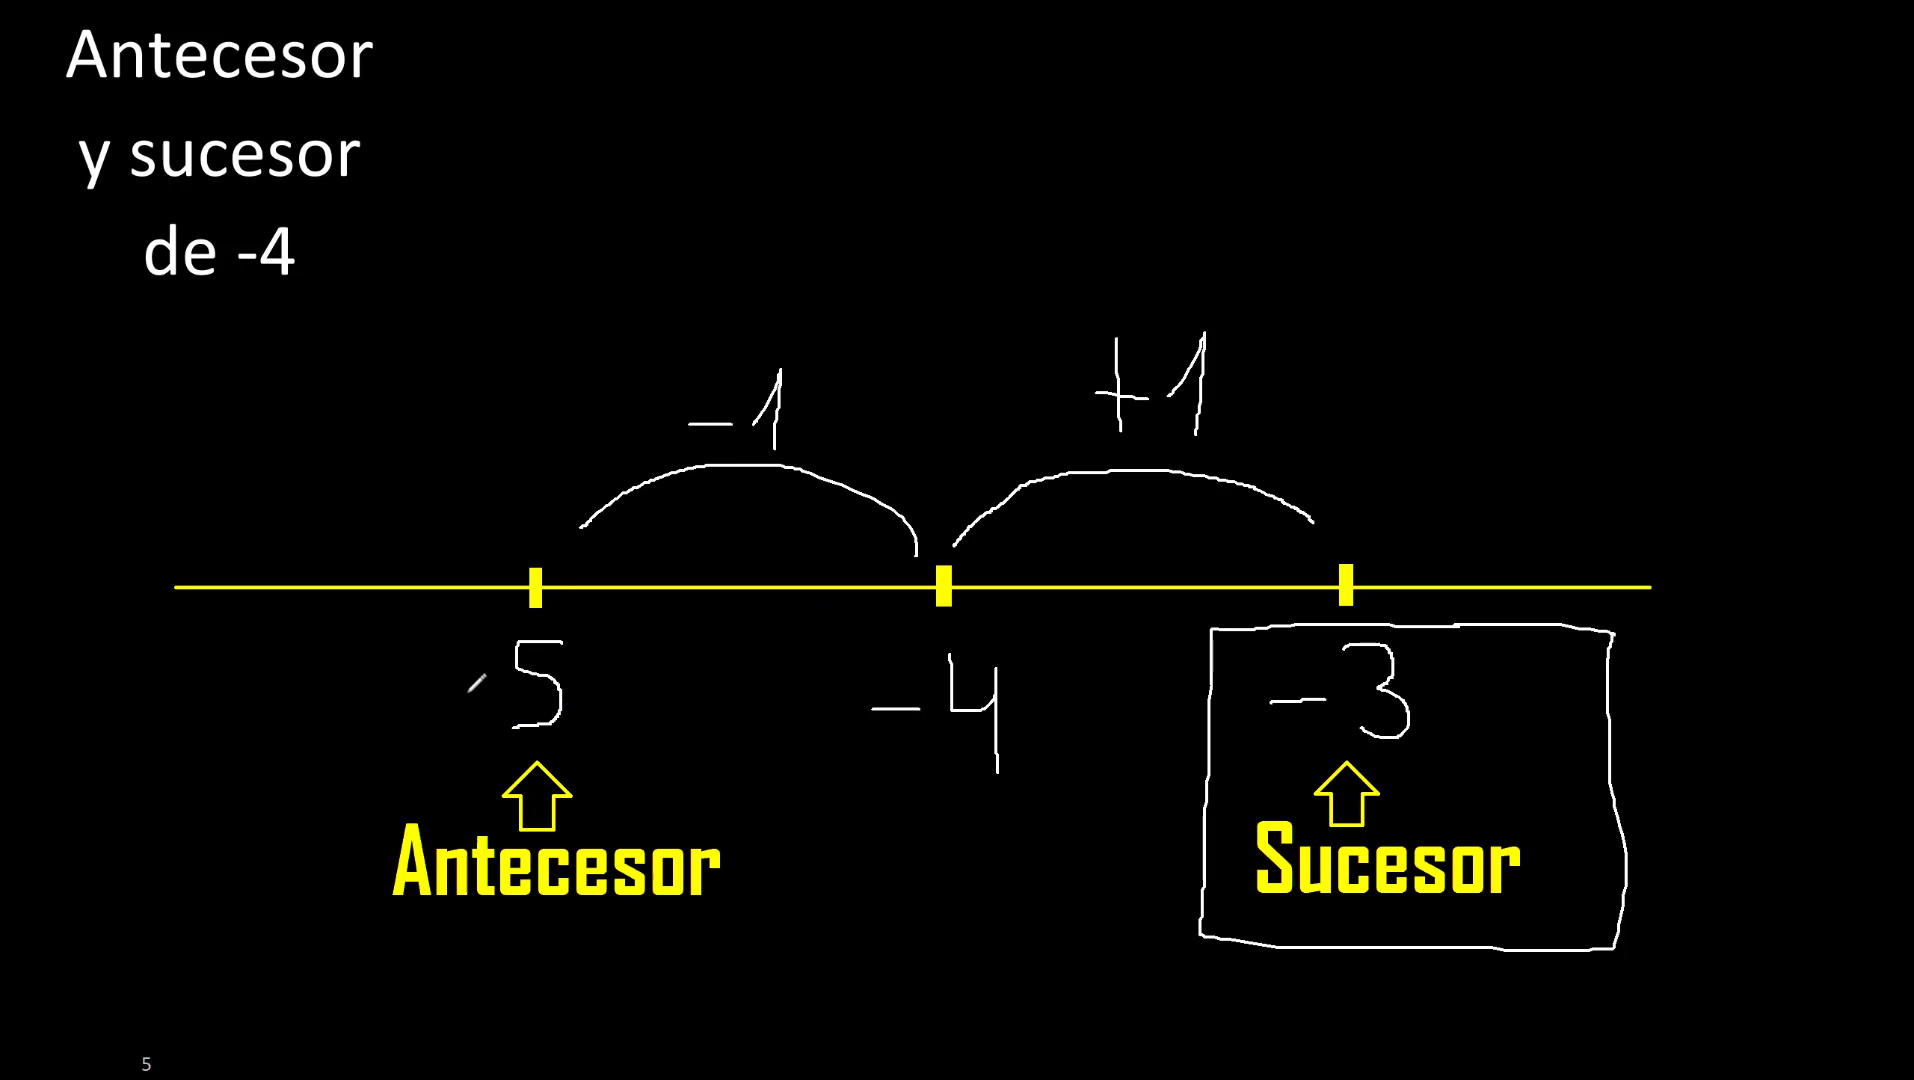 Antecesor
y sucesor
de -4
-1 +1
5 -4 -3
Antecesor Sucesor
5